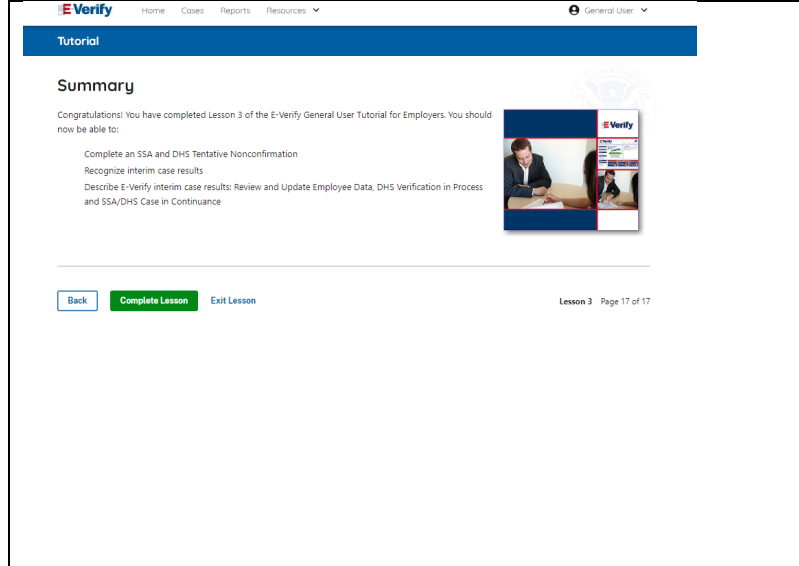 E-Verify Home Cases Reports Resources General User
Tutorial
Summary
Congratulations! You have completed Lesson 3 of the E-Verify General User Tutorial for Employers. You should
now be able to:
Complete an SSA and DHS Tentative Nonconfirmation
Recognize interim case results
Describe E-Verify interim case results: Review and Update Employee Data, DHS Verification in Process
and SSA/DHS Case in Continuance
E-Verify
Back Complete Lesson Exit Lesson Lesson 3 Page 17 of 17